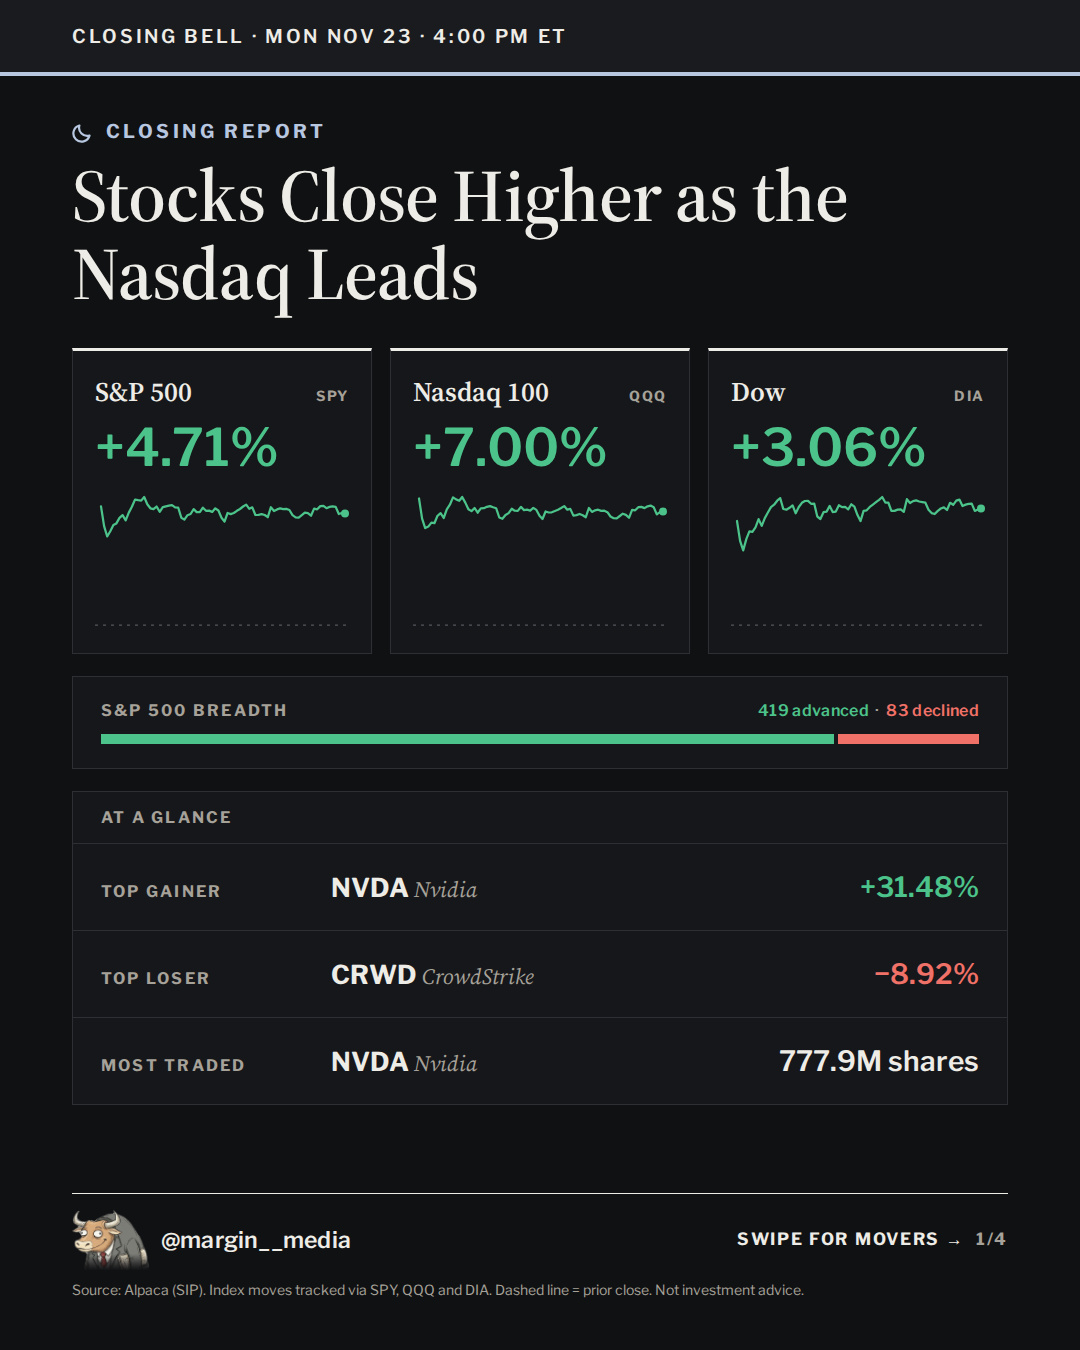 CLOSING BELL · MON NOV 23 · 4:00 PM ET
CLOSING REPORT
Stocks Close Higher as the
Nasdaq Leads
S&P 500 SPY
+4.71%
Nasdaq 100 QQQ
+7.00%
Dow DIA
+3.06%
S&P 500 BREADTH 419 advanced · 83 declined
AT A GLANCE
TOP GAINER NVDA Nvidia +31.48%
TOP LOSER CRWD CrowdStrike −8.92%
MOST TRADED NVDA Nvidia 777.9M shares
@margin__media SWIPE FOR MOVERS → 1/4
Source: Alpaca (SIP). Index moves tracked via SPY, QQQ and DIA. Dashed line = prior close. Not investment advice.